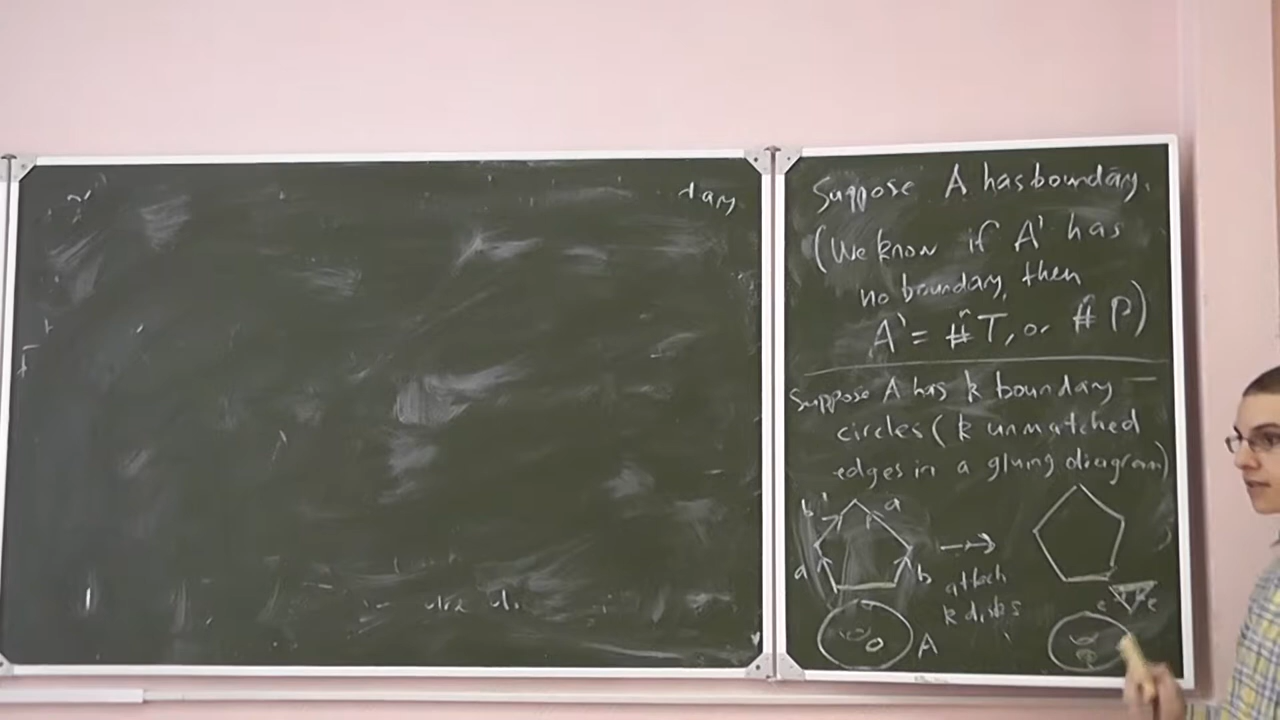 Suppose A has boundary.
(We know if A' has
no boundary, then
A' = #ⁿ T, or #ⁿ P)
Suppose A has k boundary
circles (k unmatched
edges in a gluing diagram)
b a
a b
attach
k disks
c c
A